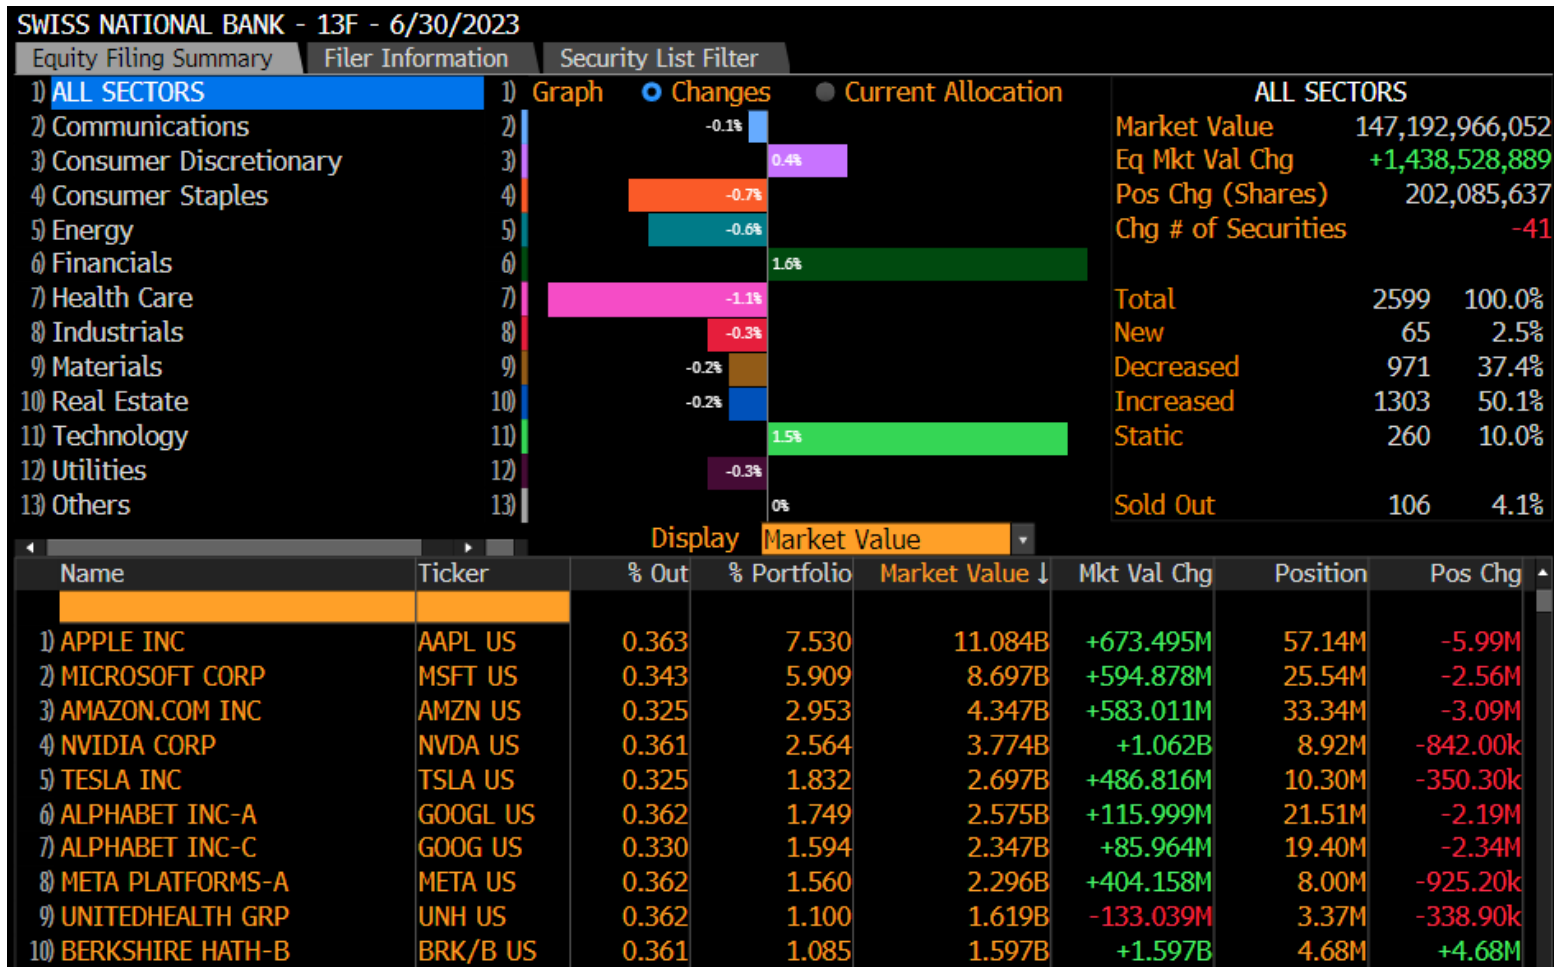 SWISS NATIONAL BANK - 13F - 6/30/2023
Equity Filing Summary Filer Information Security List Filter
1) ALL SECTORS 1) Graph Changes Current Allocation ALL SECTORS
2) Communications 2) -0.1% Market Value 147,192,966,052
3) Consumer Discretionary 3) 0.4% Eq Mkt Val Chg +1,438,528,889
4) Consumer Staples 4) -0.7% Pos Chg (Shares) 202,085,637
5) Energy 5) -0.6% Chg # of Securities -41
6) Financials 6) 1.6%
7) Health Care 7) -1.1% Total 2599 100.0%
8) Industrials 8) -0.3% New 65 2.5%
9) Materials 9) -0.2% Decreased 971 37.4%
10) Real Estate 10) -0.2% Increased 1303 50.1%
11) Technology 11) 1.5% Static 260 10.0%
12) Utilities 12) -0.3%
13) Others 13) 0% Sold Out 106 4.1%
Display Market Value
Name Ticker % Out % Portfolio Market Value ↓ Mkt Val Chg Position Pos Chg
1) APPLE INC AAPL US 0.363 7.530 11.084B +673.495M 57.14M -5.99M
2) MICROSOFT CORP MSFT US 0.343 5.909 8.697B +594.878M 25.54M -2.56M
3) AMAZON.COM INC AMZN US 0.325 2.953 4.347B +583.011M 33.34M -3.09M
4) NVIDIA CORP NVDA US 0.361 2.564 3.774B +1.062B 8.92M -842.00k
5) TESLA INC TSLA US 0.325 1.832 2.697B +486.816M 10.30M -350.30k
6) ALPHABET INC-A GOOGL US 0.362 1.749 2.575B +115.999M 21.51M -2.19M
7) ALPHABET INC-C GOOG US 0.330 1.594 2.347B +85.964M 19.40M -2.34M
8) META PLATFORMS-A META US 0.362 1.560 2.296B +404.158M 8.00M -925.20k
9) UNITEDHEALTH GRP UNH US 0.362 1.100 1.619B -133.039M 3.37M -338.90k
10) BERKSHIRE HATH-B BRK/B US 0.361 1.085 1.597B +1.597B 4.68M +4.68M